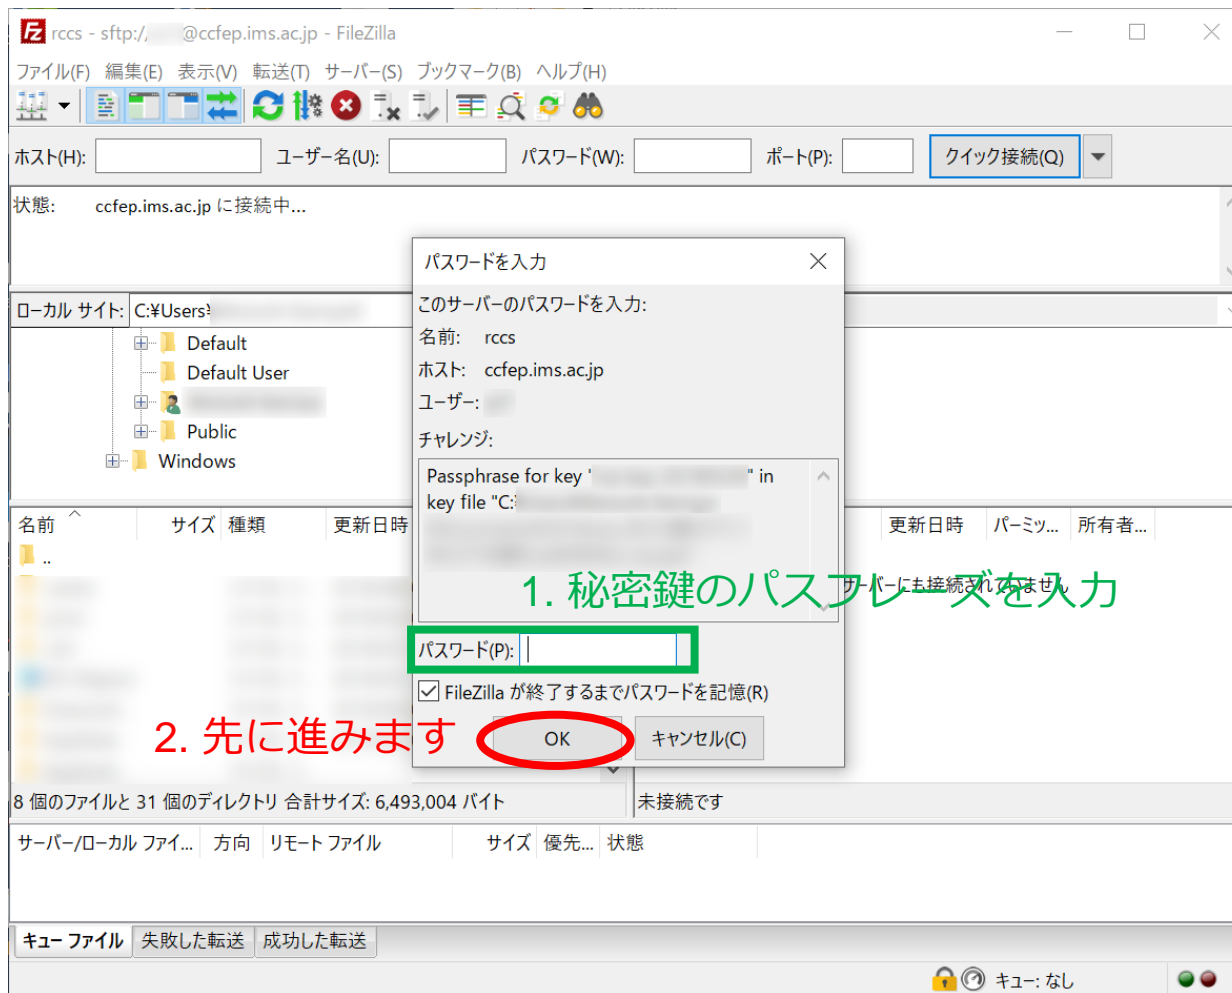 rccs - sftp:/ @ccfep.ims.ac.jp - FileZilla
ファイル(F) 編集(E) 表示(V) 転送(T) サーバー(S) ブックマーク(B) ヘルプ(H)
ホスト(H): ユーザー名(U): パスワード(W): ポート(P): クイック接続(Q)
状態: ccfep.ims.ac.jp に接続中...
パスワードを入力
このサーバーのパスワードを入力:
名前: rccs
ホスト: ccfep.ims.ac.jp
ユーザー:
チャレンジ:
Passphrase for key ' " in
key file "C:
1. 秘密鍵のパスフレーズを入力
パスワード(P):
FileZilla が終了するまでパスワードを記憶(R)
2. 先に進みます
OK キャンセル(C)
ローカル サイト: C:¥Users¥
Default
Default User
Public
Windows
名前 サイズ 種類 更新日時
..
更新日時 パーミッ... 所有者...
サーバーにも接続されていません
8 個のファイルと 31 個のディレクトリ 合計サイズ: 6,493,004 バイト
未接続です
サーバー/ローカル ファイ... 方向 リモート ファイル サイズ 優先... 状態
キュー ファイル 失敗した転送 成功した転送
キュー: なし